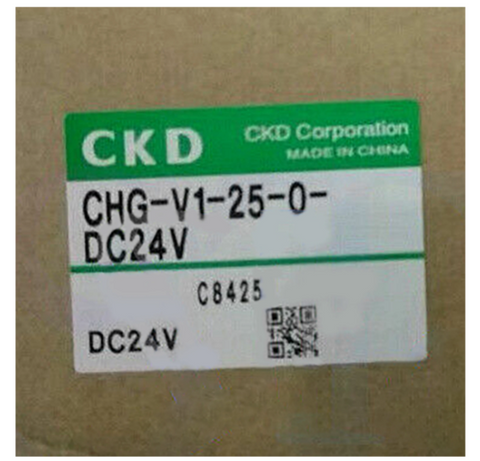 CKD
CKD Corporation
MADE IN CHINA
CHG-V1-25-0-
DC24V
C8425
DC24V